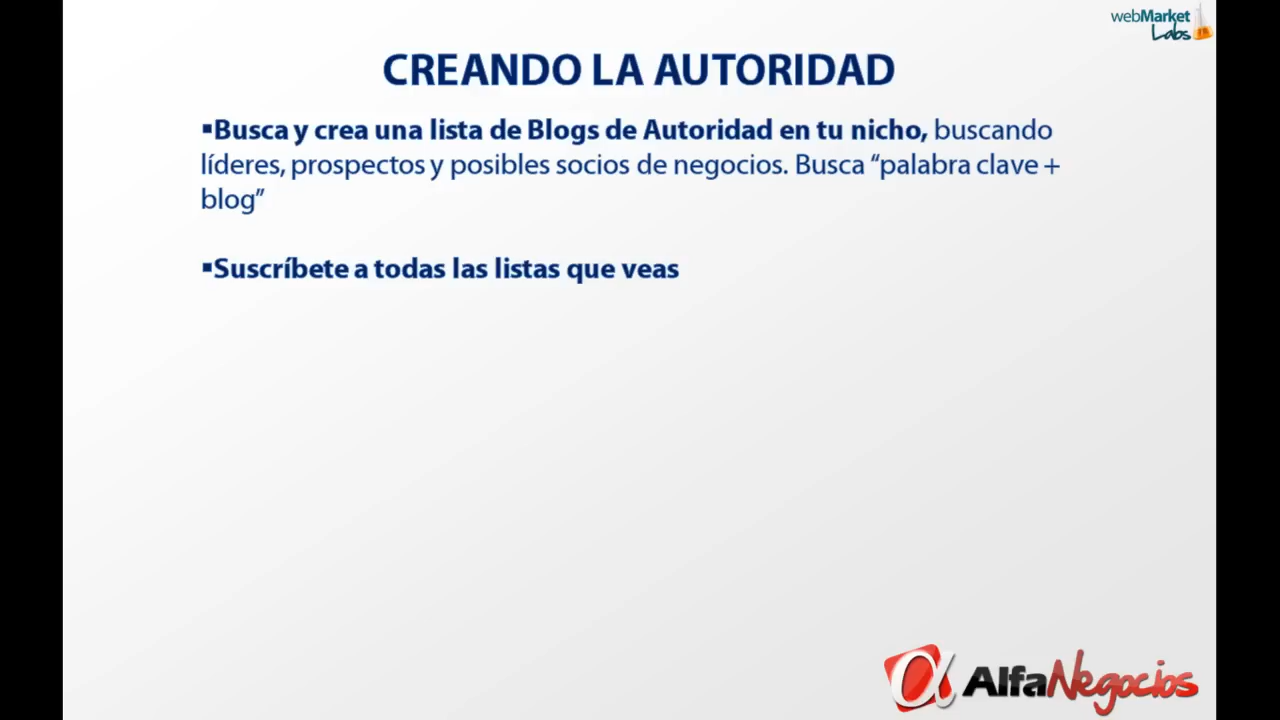 webMarket
Labs
CREANDO LA AUTORIDAD
▪Busca y crea una lista de Blogs de Autoridad en tu nicho, buscando
líderes, prospectos y posibles socios de negocios. Busca “palabra clave +
blog”
▪Suscríbete a todas las listas que veas
α AlfaNegocios